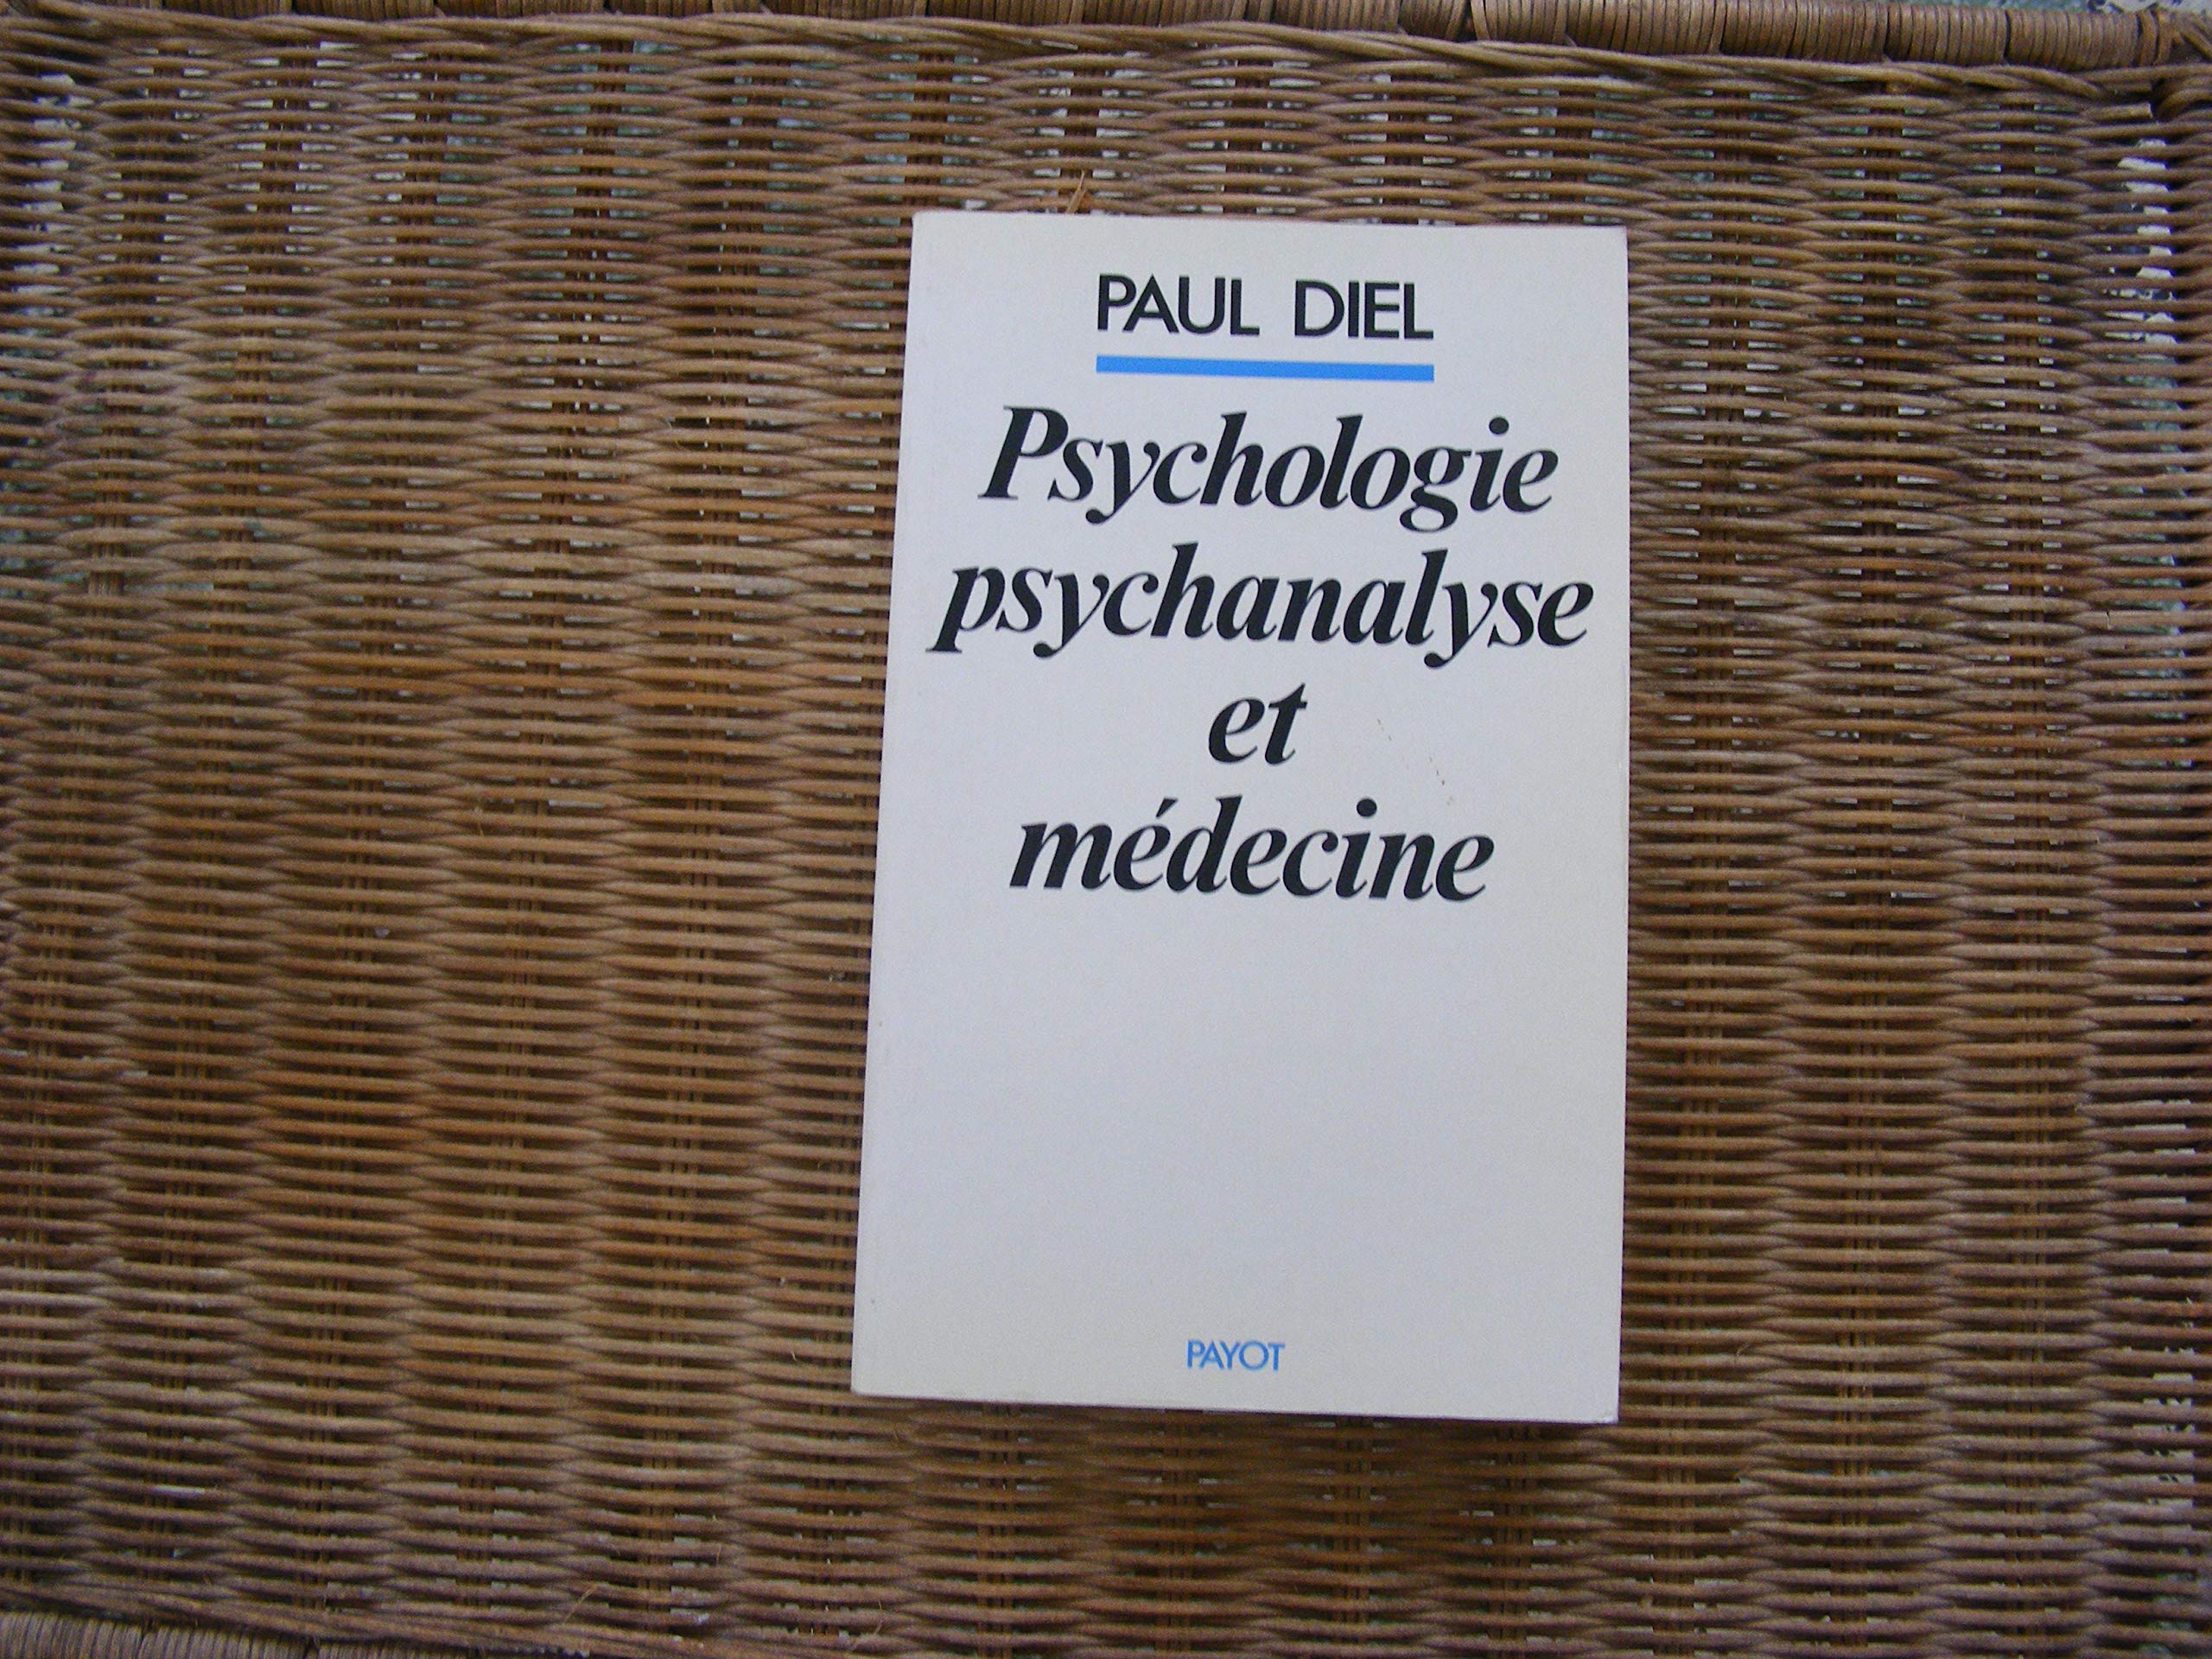 PAUL DIEL
Psychologie
psychanalyse
et
médecine
PAYOT